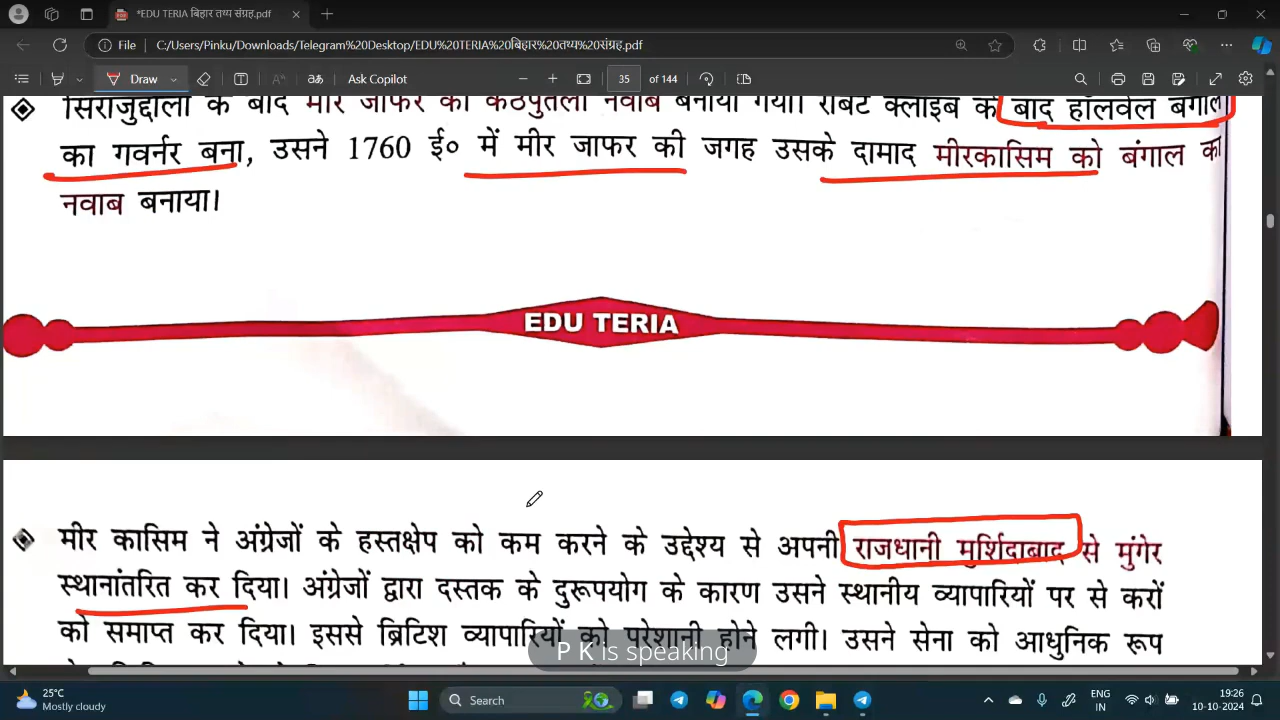 *EDU TERIA बिहार तथ्य संग्रह.pdf
File C:/Users/Pinku/Downloads/Telegram%20Desktop/EDU%20TERIA%20बिहार%20तथ्य%20संग्रह.pdf
Draw Ask Copilot 35 of 144
सिराजुद्दौला के बाद मीर जाफर को कठपुतली नवाब बनाया गया। रॉबर्ट क्लाइब के बाद हॉलवेल बंगाल
का गवर्नर बना, उसने 1760 ई० में मीर जाफर की जगह उसके दामाद मीरकासिम को बंगाल का
नवाब बनाया।
EDU TERIA
मीर कासिम ने अंग्रेजों के हस्तक्षेप को कम करने के उद्देश्य से अपनी राजधानी मुर्शिदाबाद से मुंगेर
स्थानांतरित कर दिया। अंग्रेजों द्वारा दस्तक के दुरूपयोग के कारण उसने स्थानीय व्यापारियों पर से करों
को समाप्त कर दिया। इससे ब्रिटिश व्यापारियों को परेशानी होने लगी। उसने सेना को आधुनिक रूप
P K is speaking
25°C
Mostly cloudy
Search
ENG
IN
19:26
10-10-2024